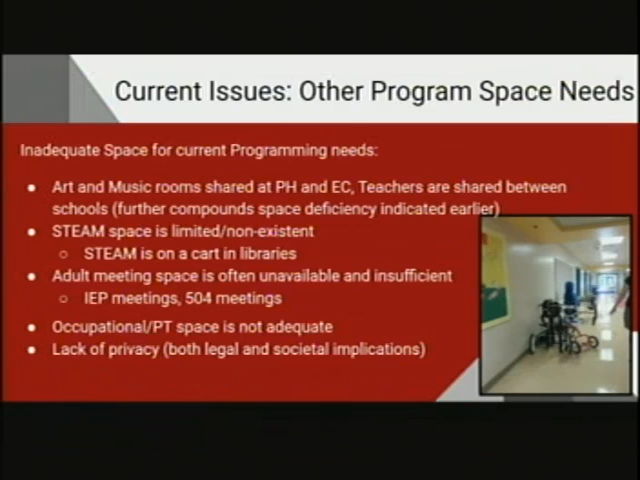 Current Issues: Other Program Space Needs
Inadequate Space for current Programming needs:
● Art and Music rooms shared at PH and EC, Teachers are shared between
schools (further compounds space deficiency indicated earlier)
● STEAM space is limited/non-existent
○ STEAM is on a cart in libraries
● Adult meeting space is often unavailable and insufficient
○ IEP meetings, 504 meetings
● Occupational/PT space is not adequate
● Lack of privacy (both legal and societal implications)